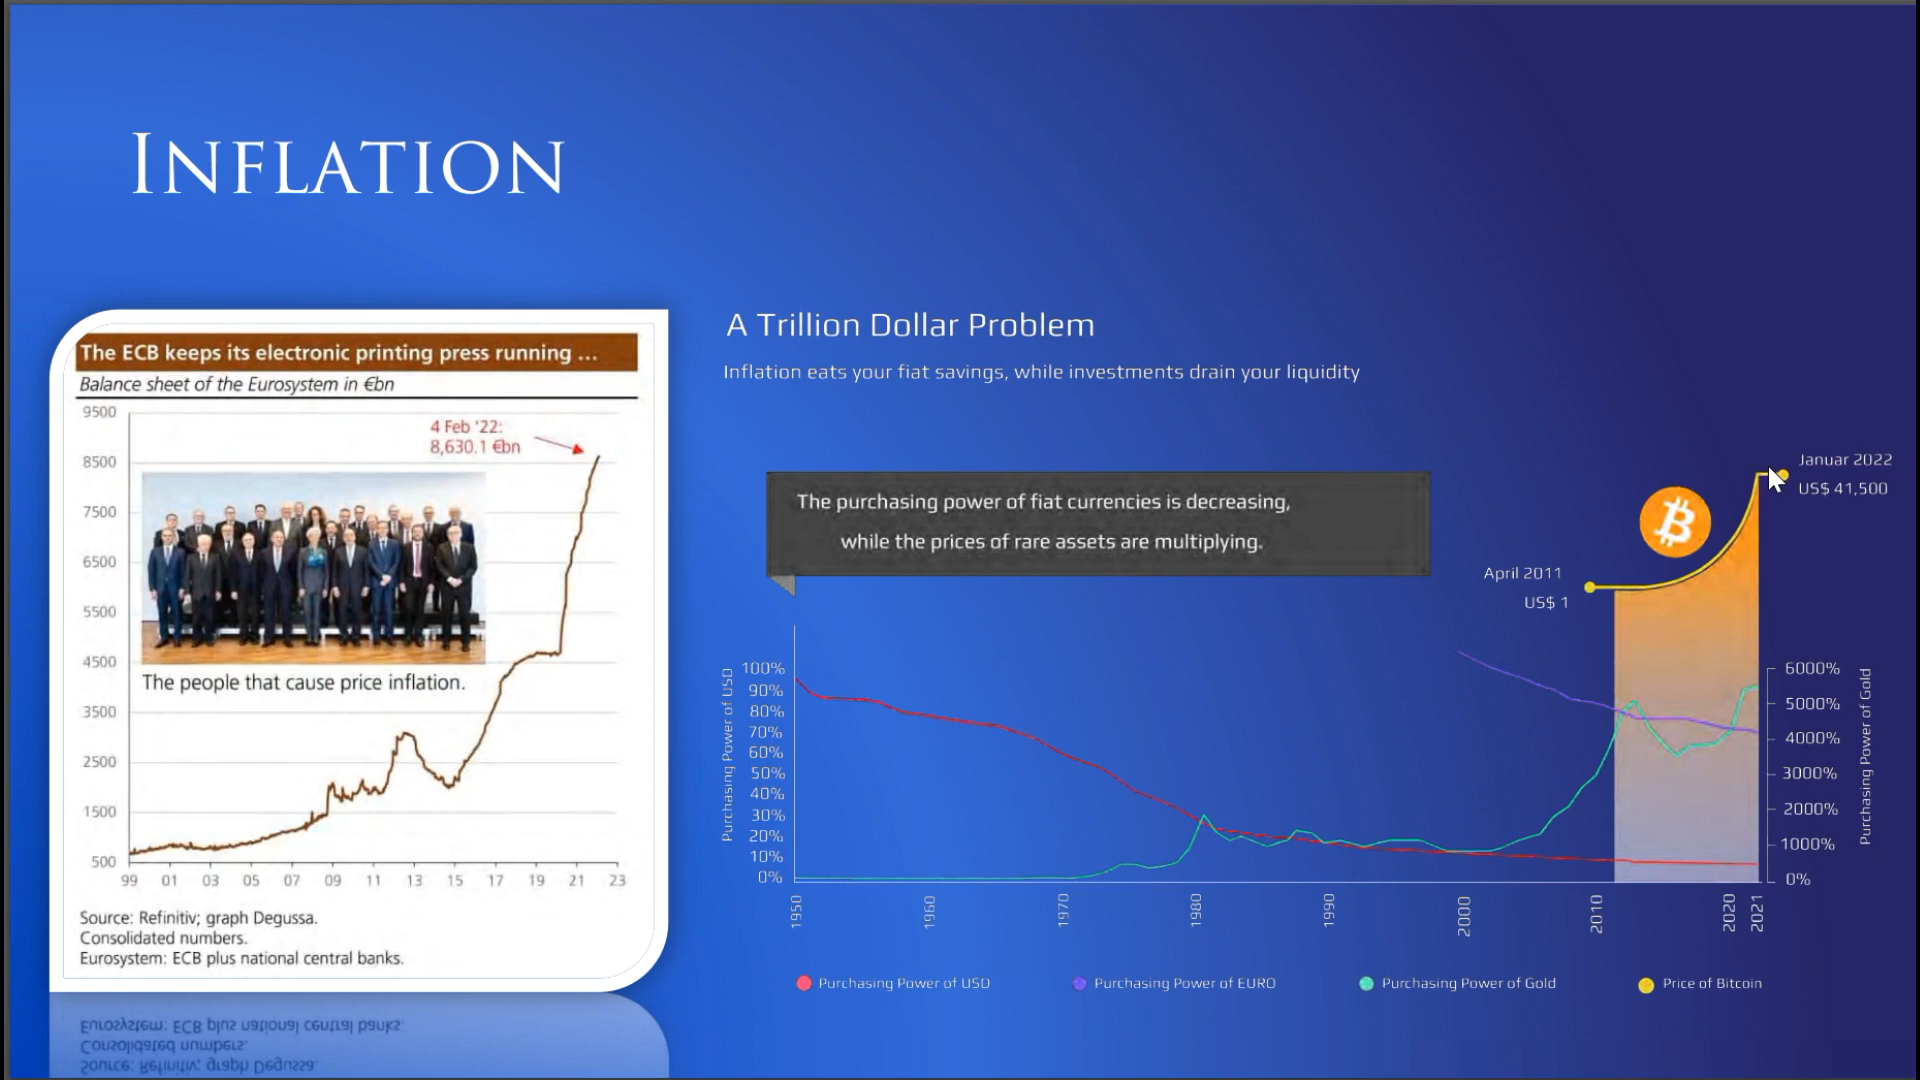 INFLATION
The ECB keeps its electronic printing press running ...
Balance sheet of the Eurosystem in €bn
9500
8500
7500
6500
5500
4500
3500
2500
1500
500
4 Feb '22:
8,630.1 €bn
The people that cause price inflation.
99 01 03 05 07 09 11 13 15 17 19 21 23
Source: Refinitiv; graph Degussa.
Consolidated numbers.
Eurosystem: ECB plus national central banks.
A Trillion Dollar Problem
Inflation eats your fiat savings, while investments drain your liquidity
The purchasing power of fiat currencies is decreasing,
while the prices of rare assets are multiplying.
Januar 2022
US$ 41,500
April 2011
US$ 1
Purchasing Power of USD
100%
90%
80%
70%
60%
50%
40%
30%
20%
10%
0%
6000%
5000%
4000%
3000%
2000%
1000%
0%
Purchasing Power of Gold
1950 1960 1970 1980 1990 2000 2010 2020 2021
Purchasing Power of USD
Purchasing Power of EURO
Purchasing Power of Gold
Price of Bitcoin